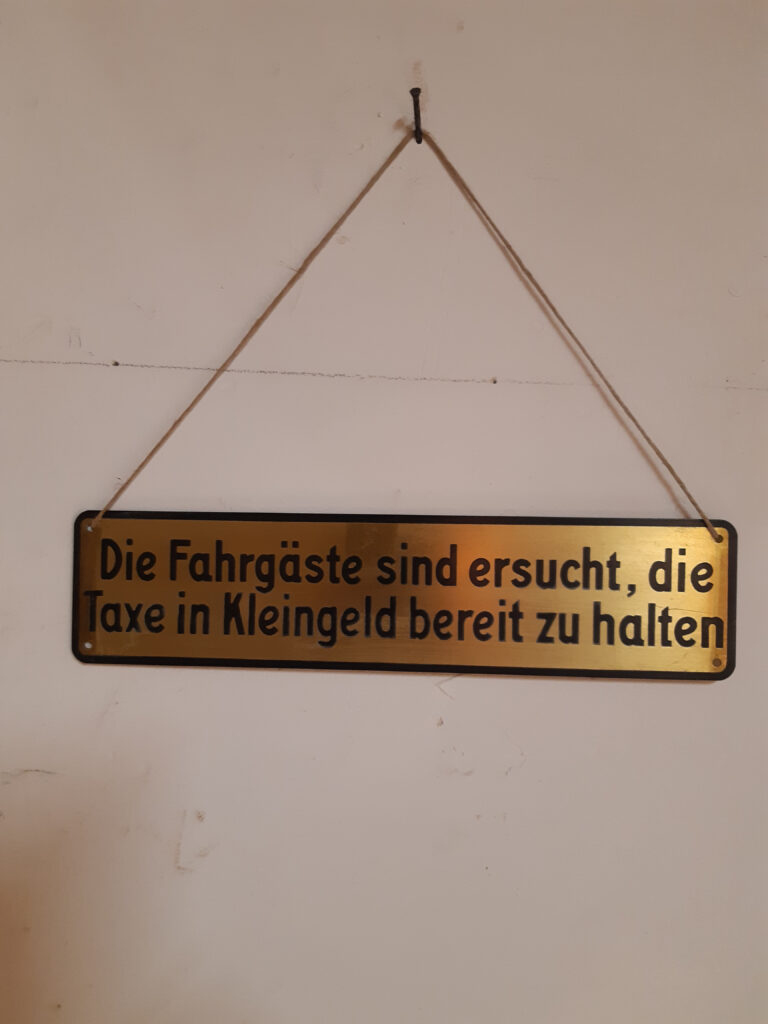 Die Fahrgäste sind ersucht, die
Taxe in Kleingeld bereit zu halten